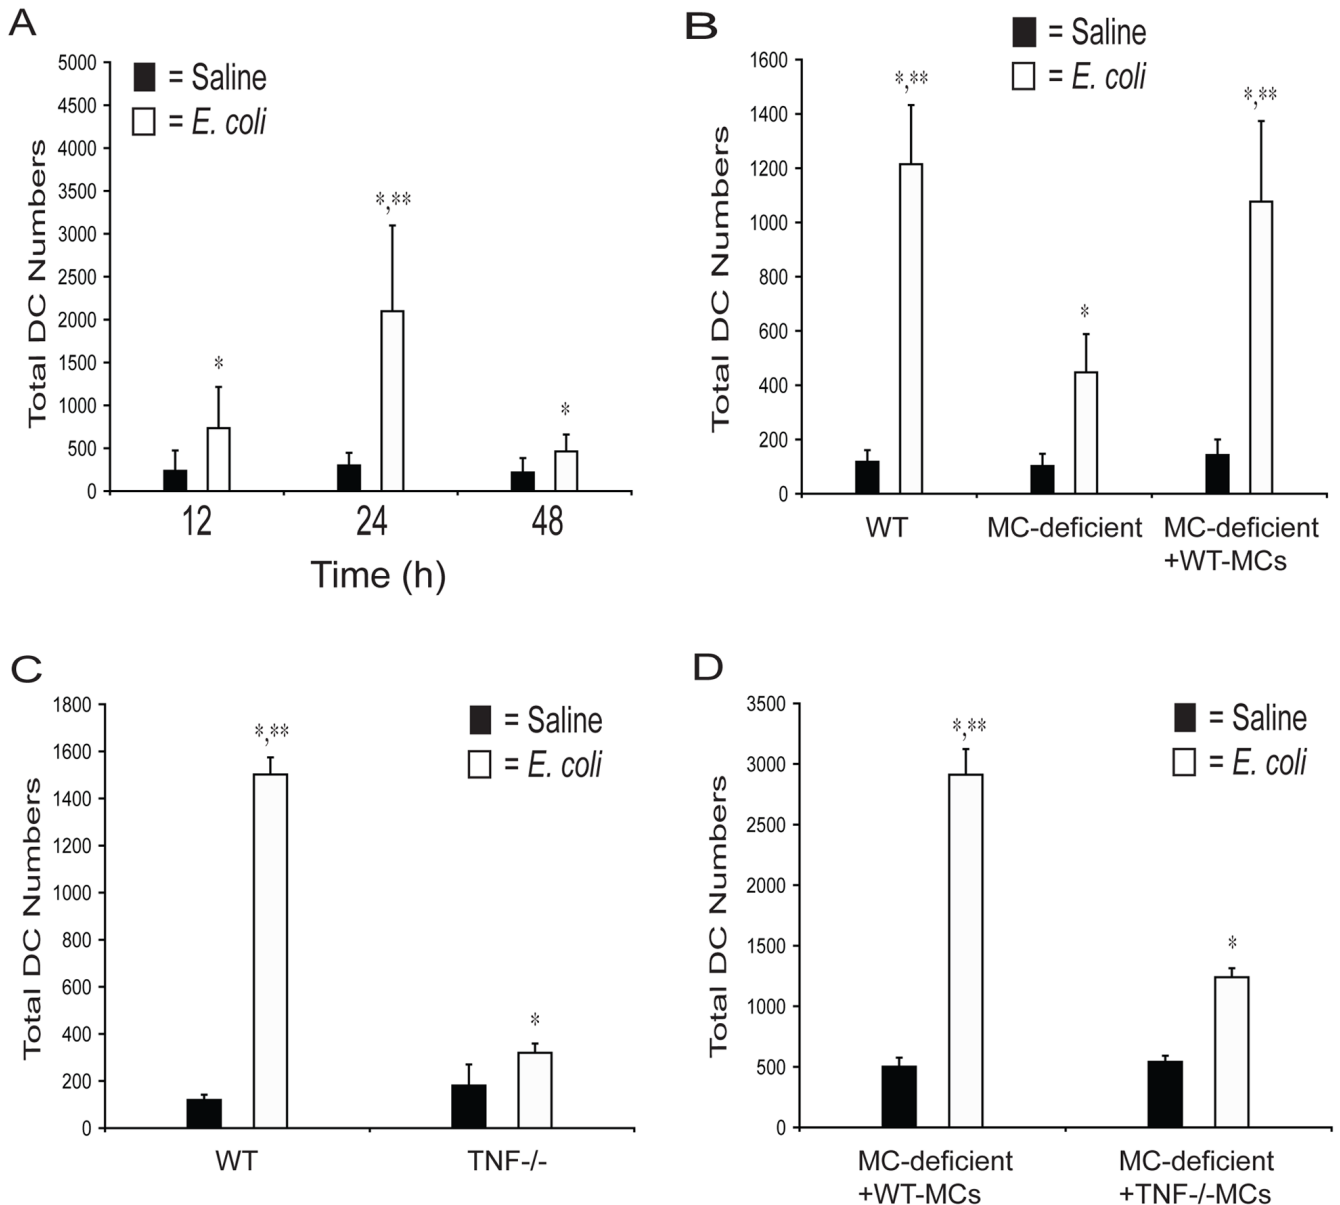 A
= Saline
= E. coli
Total DC Numbers
5000
4500
4000
3500
3000
2500
2000
1500
1000
500
0
*
*,**
*
12 24 48
Time (h)
B
= Saline
= E. coli
Total DC Numbers
1600
1400
1200
1000
800
600
400
200
0
*,**
*
*,**
WT MC-deficient MC-deficient
+WT-MCs
C
= Saline
= E. coli
Total DC Numbers
1800
1600
1400
1200
1000
800
600
400
200
0
*,**
*
WT TNF-/-
D
= Saline
= E. coli
Total DC Numbers
3500
3000
2500
2000
1500
1000
500
0
*,**
*
MC-deficient MC-deficient
+WT-MCs +TNF-/-MCs